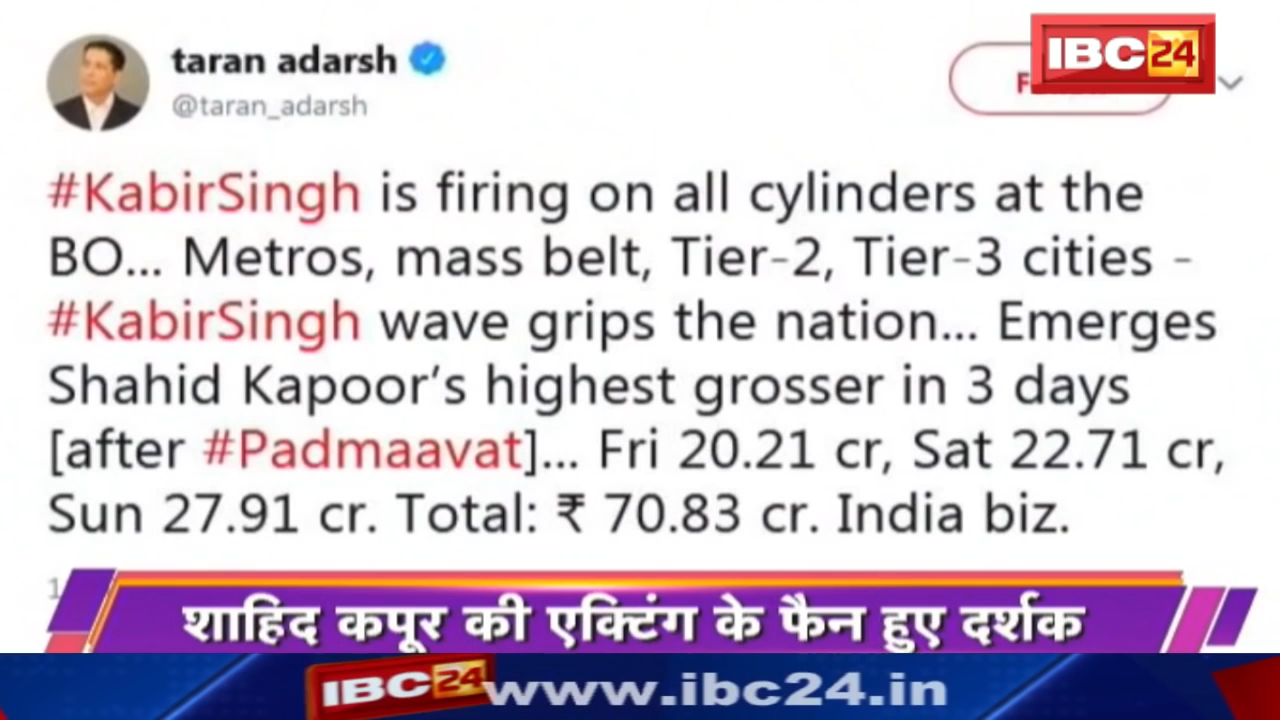 taran adarsh
IBC24
@taran_adarsh
#KabirSingh is firing on all cylinders at the
BO... Metros, mass belt, Tier-2, Tier-3 cities -
#KabirSingh wave grips the nation... Emerges
Shahid Kapoor's highest grosser in 3 days
[after #Padmaavat]... Fri 20.21 cr, Sat 22.71 cr,
Sun 27.91 cr. Total: ₹ 70.83 cr. India biz.
शाहिद कपूर की एक्टिंग के फैन हुए दर्शक
IBC24 www.ibc24.in